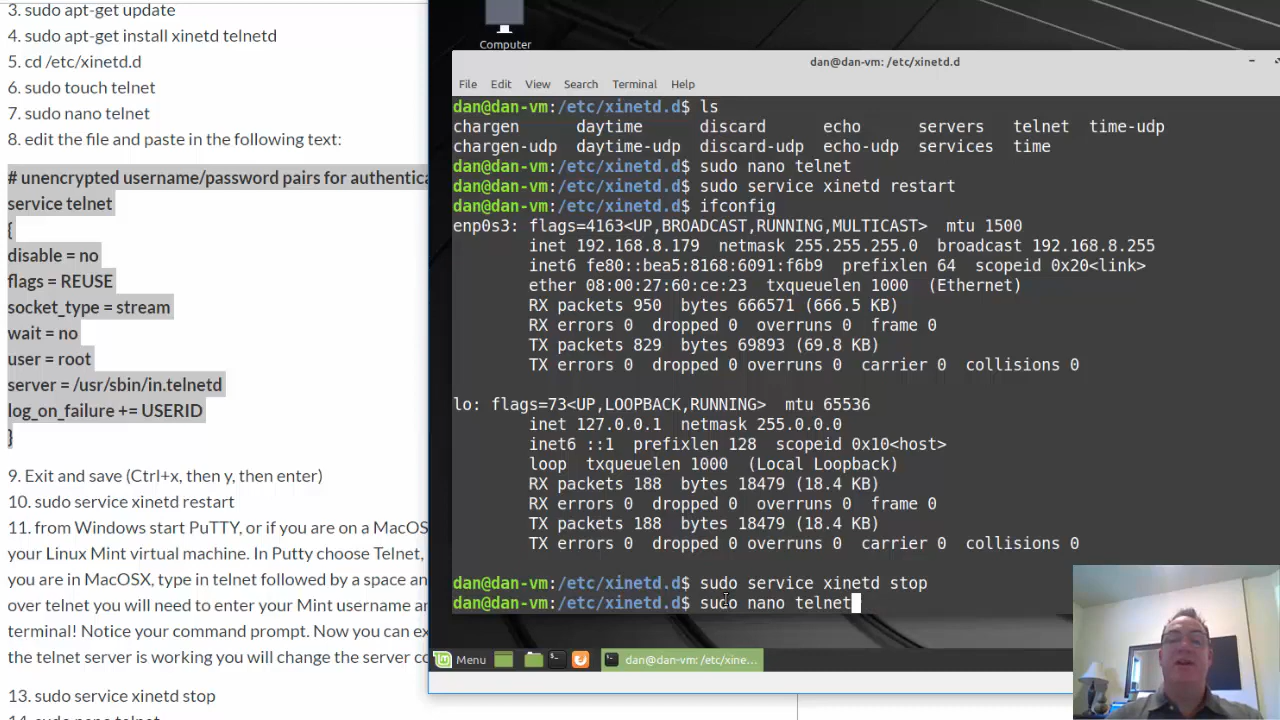 3. sudo apt-get update
4. sudo apt-get install xinetd telnetd
5. cd /etc/xinetd.d
6. sudo touch telnet
7. sudo nano telnet
8. edit the file and paste in the following text:
# unencrypted username/password pairs for authentica
service telnet
{
disable = no
flags = REUSE
socket_type = stream
wait = no
user = root
server = /usr/sbin/in.telnetd
log_on_failure += USERID
}
9. Exit and save (Ctrl+x, then y, then enter)
10. sudo service xinetd restart
11. from Windows start PuTTY, or if you are on a MacOS
your Linux Mint virtual machine. In Putty choose Telnet,
you are in MacOSX, type in telnet followed by a space an
over telnet you will need to enter your Mint username ar
terminal! Notice your command prompt. Now you can ex
the telnet server is working you will change the server co
13. sudo service xinetd stop
14. sudo nano telnet
Computer
dan@dan-vm: /etc/xinetd.d
File Edit View Search Terminal Help
dan@dan-vm:/etc/xinetd.d$ ls
chargen daytime discard echo servers telnet time-udp
chargen-udp daytime-udp discard-udp echo-udp services time
dan@dan-vm:/etc/xinetd.d$ sudo nano telnet
dan@dan-vm:/etc/xinetd.d$ sudo service xinetd restart
dan@dan-vm:/etc/xinetd.d$ ifconfig
enp0s3: flags=4163<UP,BROADCAST,RUNNING,MULTICAST> mtu 1500
inet 192.168.8.179 netmask 255.255.255.0 broadcast 192.168.8.255
inet6 fe80::bea5:8168:6091:f6b9 prefixlen 64 scopeid 0x20<link>
ether 08:00:27:60:ce:23 txqueuelen 1000 (Ethernet)
RX packets 950 bytes 666571 (666.5 KB)
RX errors 0 dropped 0 overruns 0 frame 0
TX packets 829 bytes 69893 (69.8 KB)
TX errors 0 dropped 0 overruns 0 carrier 0 collisions 0
lo: flags=73<UP,LOOPBACK,RUNNING> mtu 65536
inet 127.0.0.1 netmask 255.0.0.0
inet6 ::1 prefixlen 128 scopeid 0x10<host>
loop txqueuelen 1000 (Local Loopback)
RX packets 188 bytes 18479 (18.4 KB)
RX errors 0 dropped 0 overruns 0 frame 0
TX packets 188 bytes 18479 (18.4 KB)
TX errors 0 dropped 0 overruns 0 carrier 0 collisions 0
dan@dan-vm:/etc/xinetd.d$ sudo service xinetd stop
dan@dan-vm:/etc/xinetd.d$ sudo nano telnet
Menu
dan@dan-vm: /etc/xine...